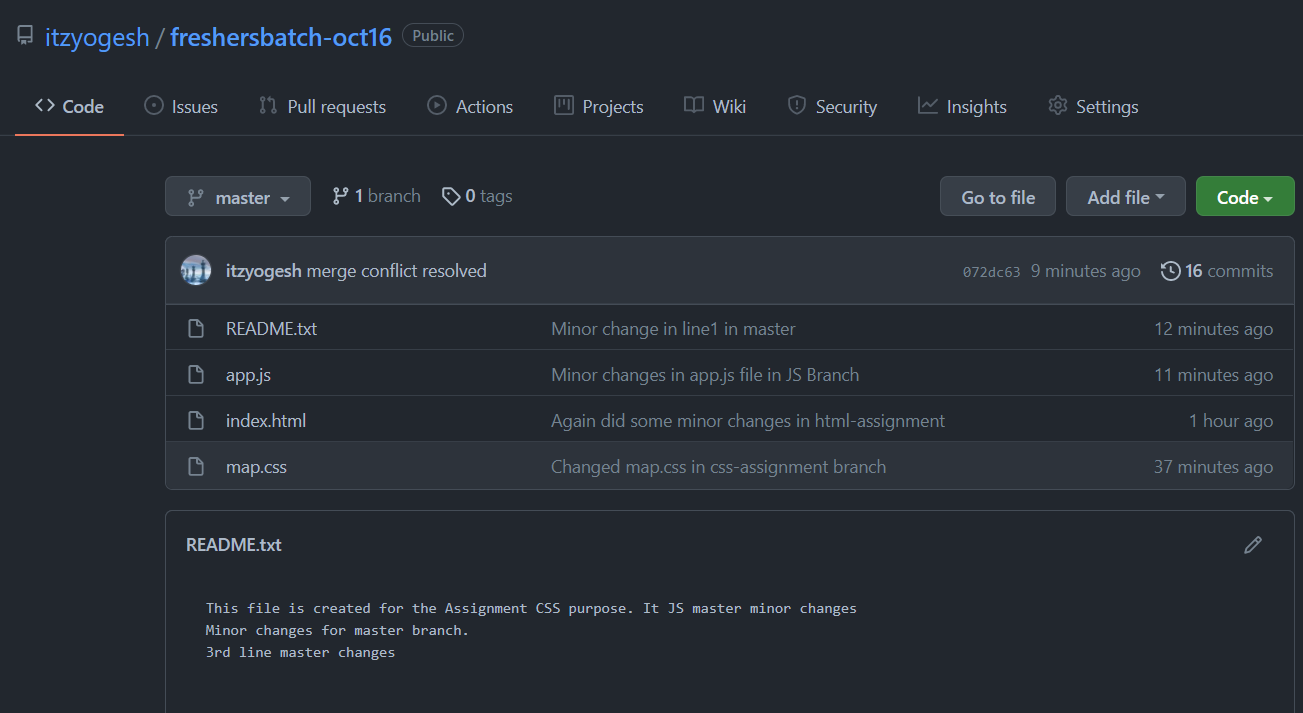 itzyogesh / freshersbatch-oct16 Public
Code Issues Pull requests Actions Projects Wiki Security Insights Settings
master 1 branch 0 tags Go to file Add file Code
itzyogesh merge conflict resolved 072dc63 9 minutes ago 16 commits
README.txt Minor change in line1 in master 12 minutes ago
app.js Minor changes in app.js file in JS Branch 11 minutes ago
index.html Again did some minor changes in html-assignment 1 hour ago
map.css Changed map.css in css-assignment branch 37 minutes ago
README.txt
This file is created for the Assignment CSS purpose. It JS master minor changes
Minor changes for master branch.
3rd line master changes